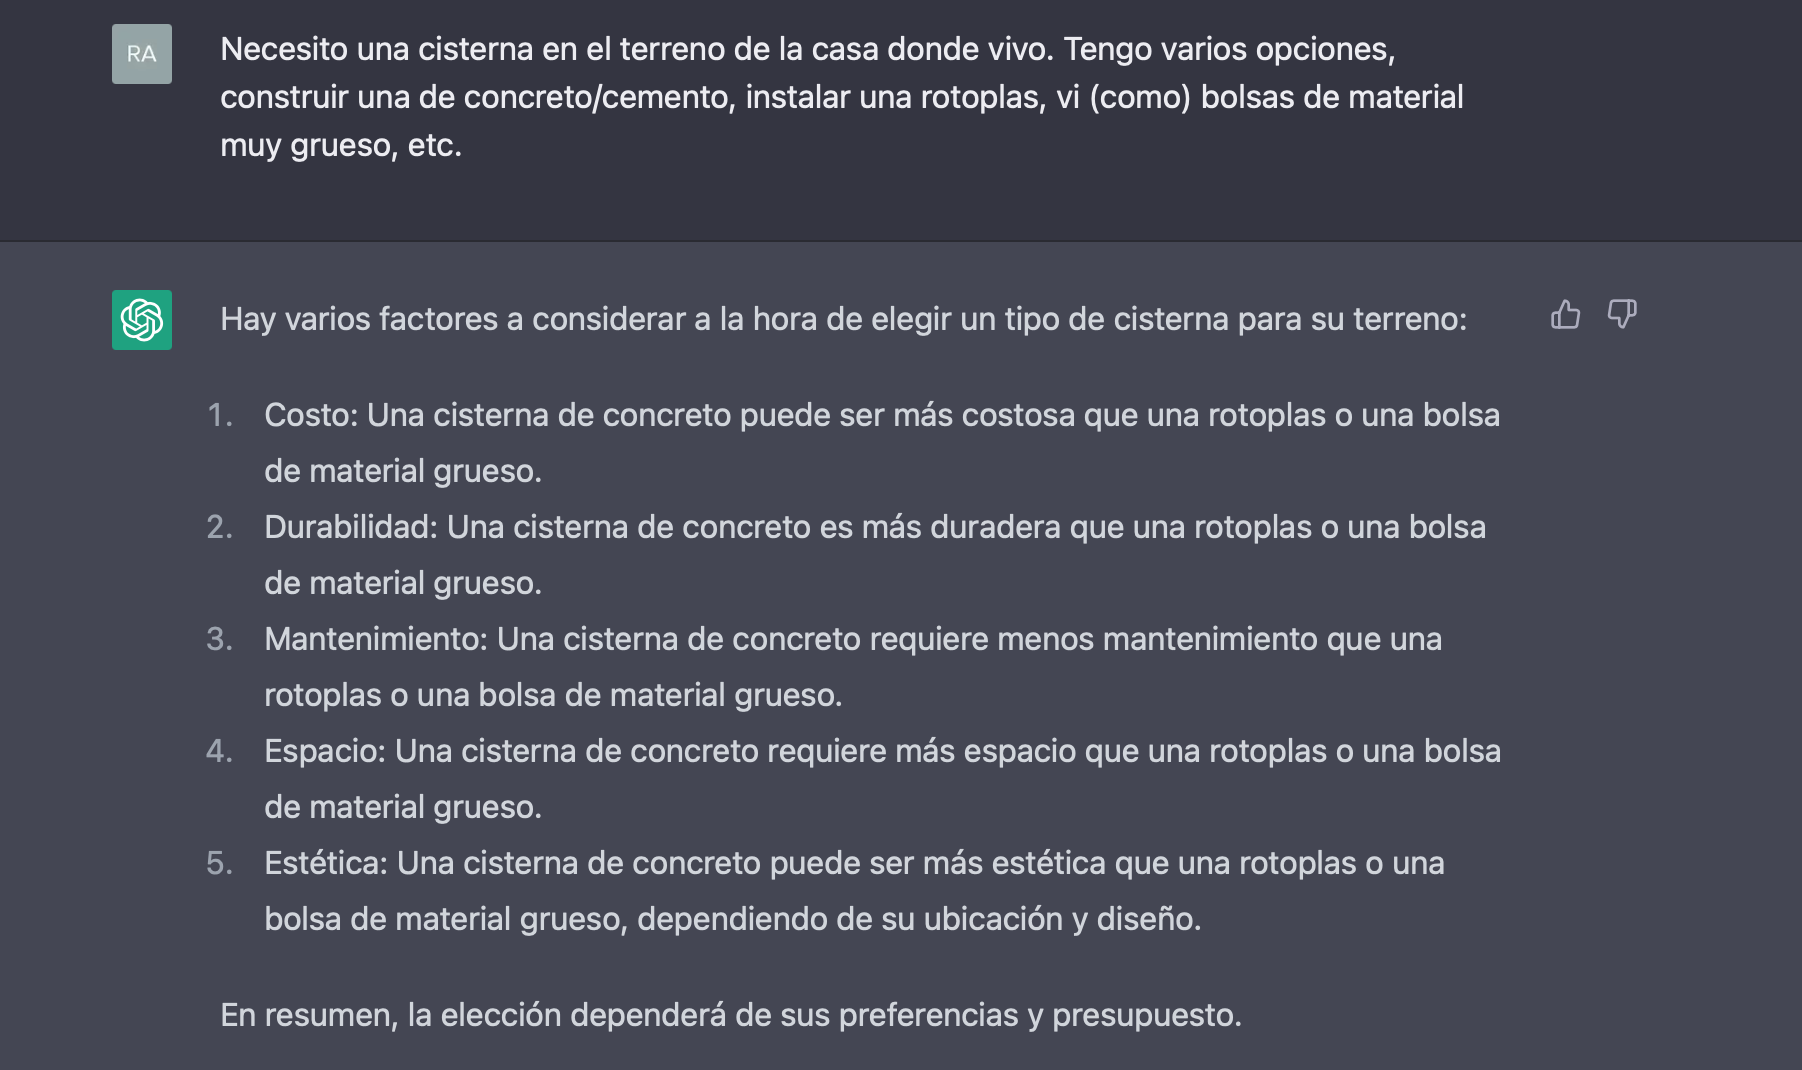 RA
Necesito una cisterna en el terreno de la casa donde vivo. Tengo varios opciones,
construir una de concreto/cemento, instalar una rotoplas, vi (como) bolsas de material
muy grueso, etc.
Hay varios factores a considerar a la hora de elegir un tipo de cisterna para su terreno:
1. Costo: Una cisterna de concreto puede ser más costosa que una rotoplas o una bolsa
de material grueso.
2. Durabilidad: Una cisterna de concreto es más duradera que una rotoplas o una bolsa
de material grueso.
3. Mantenimiento: Una cisterna de concreto requiere menos mantenimiento que una
rotoplas o una bolsa de material grueso.
4. Espacio: Una cisterna de concreto requiere más espacio que una rotoplas o una bolsa
de material grueso.
5. Estética: Una cisterna de concreto puede ser más estética que una rotoplas o una
bolsa de material grueso, dependiendo de su ubicación y diseño.
En resumen, la elección dependerá de sus preferencias y presupuesto.